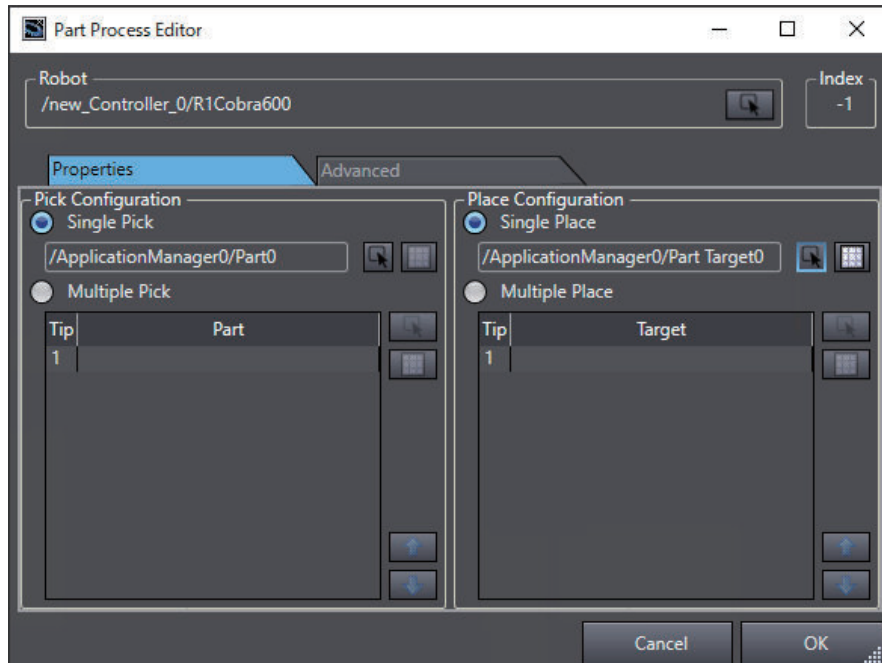 Part Process Editor
Robot
/new_Controller_0/R1Cobra600
Index
-1
Properties
Advanced
Pick Configuration
Single Pick
/ApplicationManager0/Part0
Multiple Pick
Tip Part
1
Place Configuration
Single Place
/ApplicationManager0/Part Target0
Multiple Place
Tip Target
1
Cancel
OK